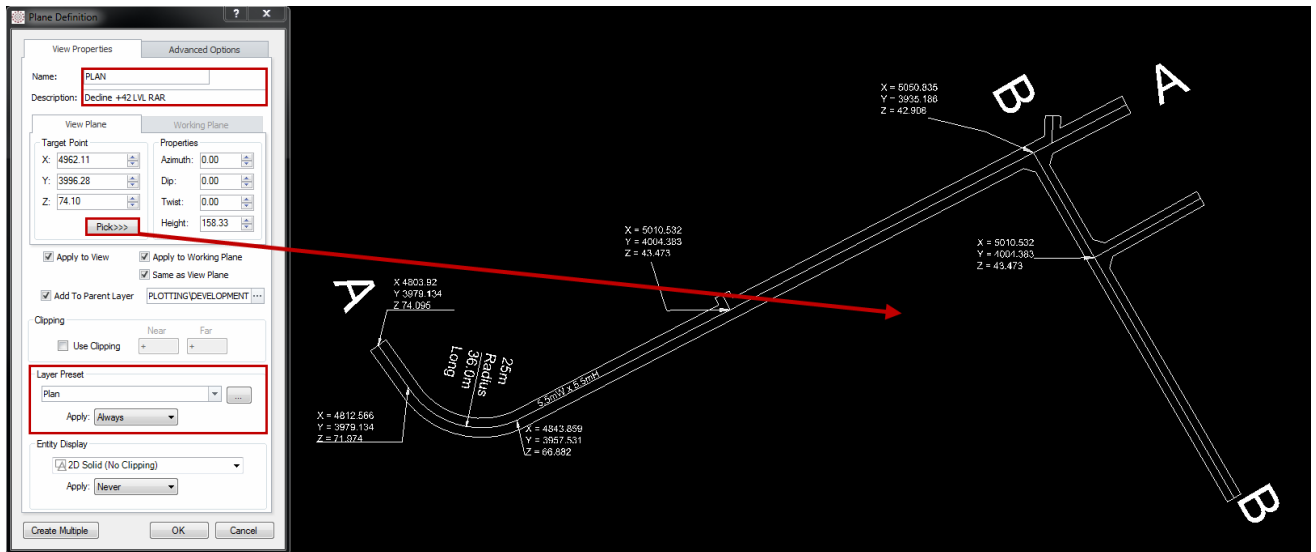 Plane Definition
? X
View Properties Advanced Options
Name: PLAN
Description: Decline +42 LVL RAR
View Plane Working Plane
Target Point Properties
X: 4962.11 Azimuth: 0.00
Y: 3996.28 Dip: 0.00
Z: 74.10 Twist: 0.00
Pick>>> Height: 158.33
Apply to View Apply to Working Plane
Same as View Plane
Add To Parent Layer PLOTTING\DEVELOPMENT ...
Clipping
Near Far
Use Clipping + +
Layer Preset
Plan ...
Apply: Always
Entity Display
2D Solid (No Clipping)
Apply: Never
Create Multiple OK Cancel
X = 5050.835
Y = 3935.186
Z = 42.906
B
A
X = 5010.532
Y = 4004.383
Z = 43.473
X = 5010.532
Y = 4004.383
Z = 43.473
A
X 4803.92
Y 3979.134
Z 74.096
25m
Radius
36.0m
Long
5.5mW x 5.5mH
X = 4812.566
Y = 3979.134
Z = 71.974
X = 4843.859
Y = 3957.531
Z = 66.882
B